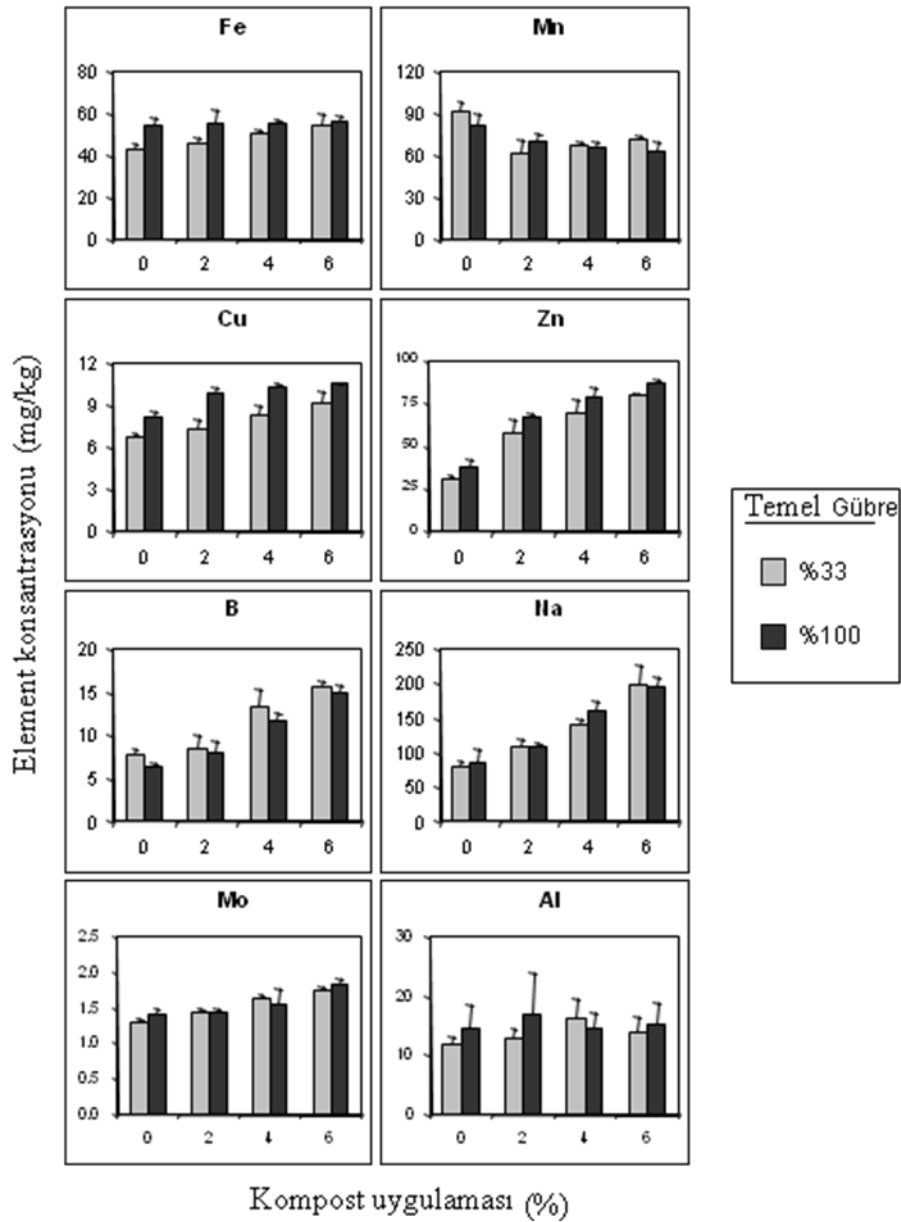 Fe
80
60
40
20
0
0 2 4 6
Mn
120
90
60
30
0
0 2 4 6
Cu
12
9
6
3
0
0 2 4 6
Zn
100
75
50
25
0
0 2 4 6
B
20
15
10
5
0
0 2 4 6
Na
250
200
150
100
50
0
0 2 4 6
Mo
2.5
2.0
1.5
1.0
0.5
0.0
0 2 4 6
Al
30
20
10
0
0 2 4 6
Element konsantrasyonu (mg/kg)
Kompost uygulaması (%)
Temel Gübre
%33
%100